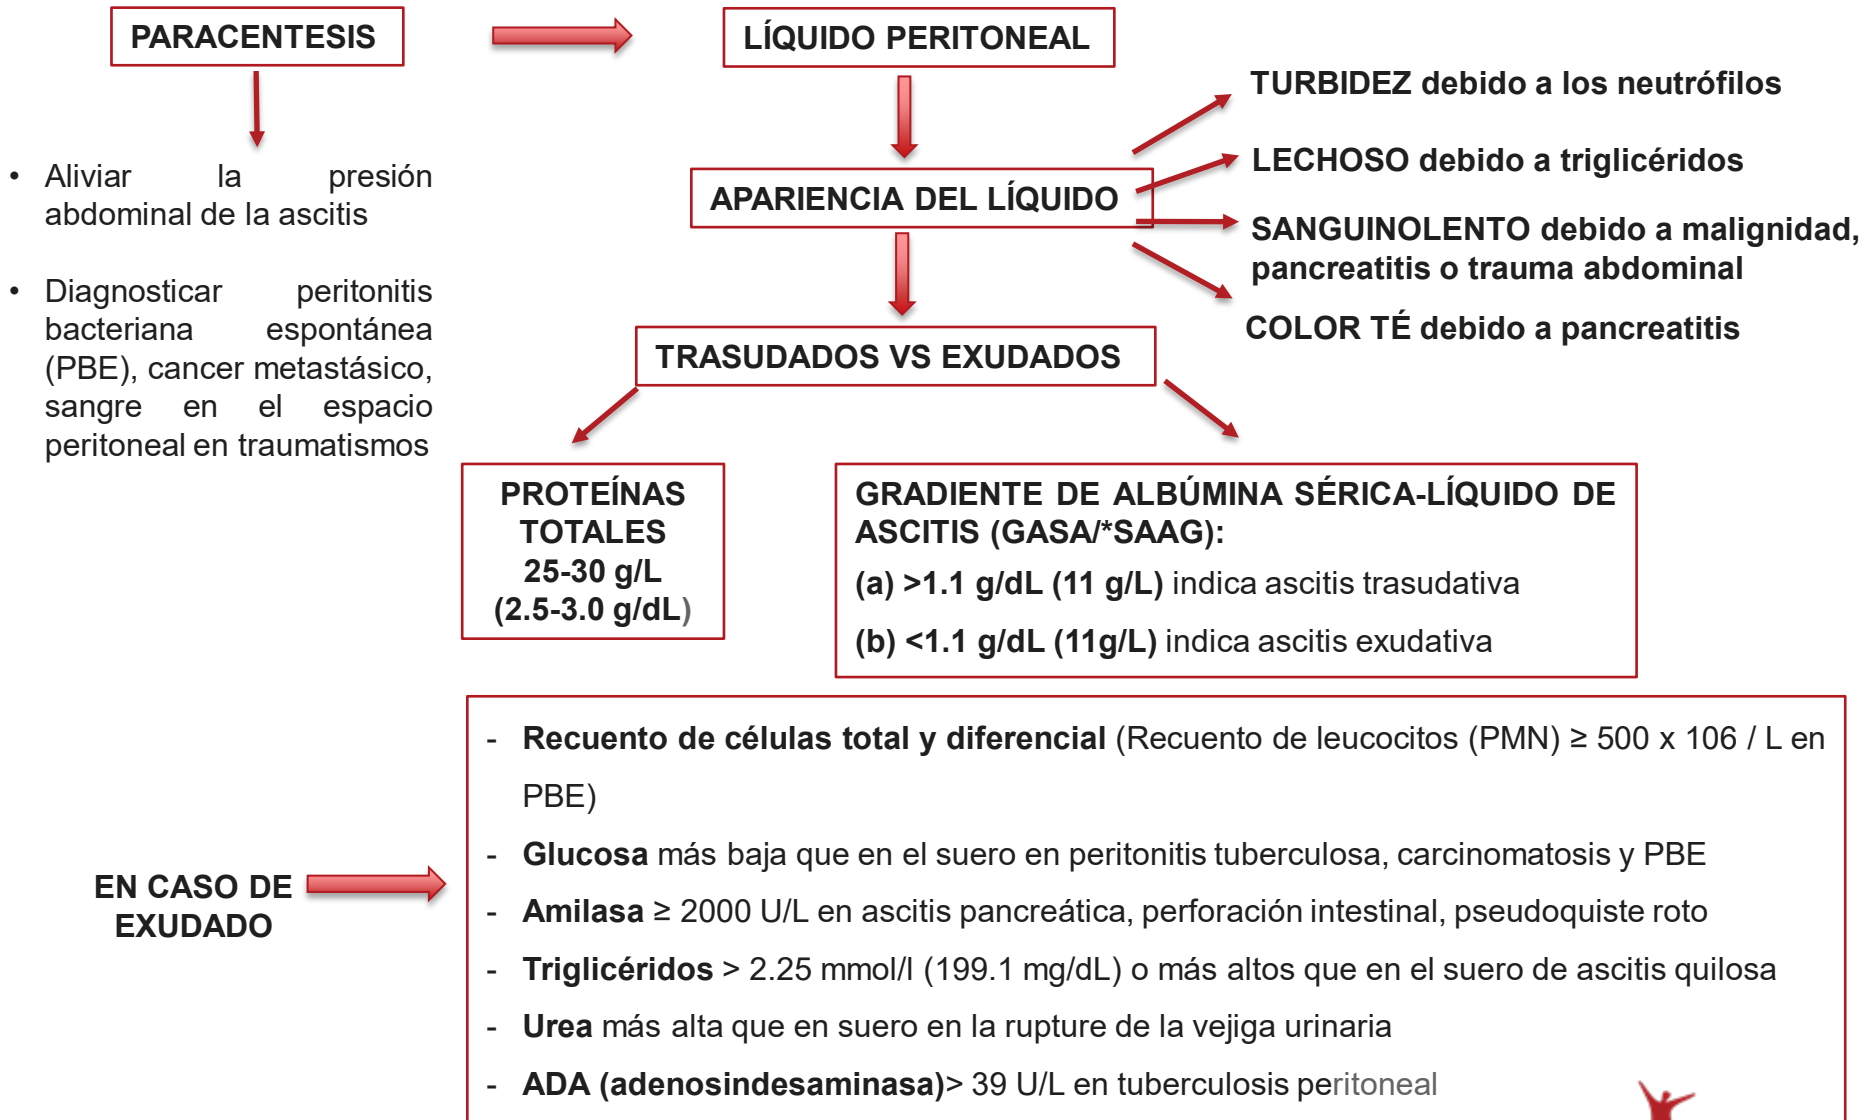 PARACENTESIS
LÍQUIDO PERITONEAL
• Aliviar la presión
abdominal de la ascitis
• Diagnosticar peritonitis
bacteriana espontánea
(PBE), cancer metastásico,
sangre en el espacio
peritoneal en traumatismos
APARIENCIA DEL LÍQUIDO
TURBIDEZ debido a los neutrófilos
LECHOSO debido a triglicéridos
SANGUINOLENTO debido a malignidad,
pancreatitis o trauma abdominal
COLOR TÉ debido a pancreatitis
TRASUDADOS VS EXUDADOS
PROTEÍNAS
TOTALES
25-30 g/L
(2.5-3.0 g/dL)
GRADIENTE DE ALBÚMINA SÉRICA-LÍQUIDO DE
ASCITIS (GASA/*SAAG):
(a) >1.1 g/dL (11 g/L) indica ascitis trasudativa
(b) <1.1 g/dL (11g/L) indica ascitis exudativa
EN CASO DE
EXUDADO
- Recuento de células total y diferencial (Recuento de leucocitos (PMN) ≥ 500 x 106 / L en
PBE)
- Glucosa más baja que en el suero en peritonitis tuberculosa, carcinomatosis y PBE
- Amilasa ≥ 2000 U/L en ascitis pancreática, perforación intestinal, pseudoquiste roto
- Triglicéridos > 2.25 mmol/l (199.1 mg/dL) o más altos que en el suero de ascitis quilosa
- Urea más alta que en suero en la rupture de la vejiga urinaria
- ADA (adenosindesaminasa)> 39 U/L en tuberculosis peritoneal